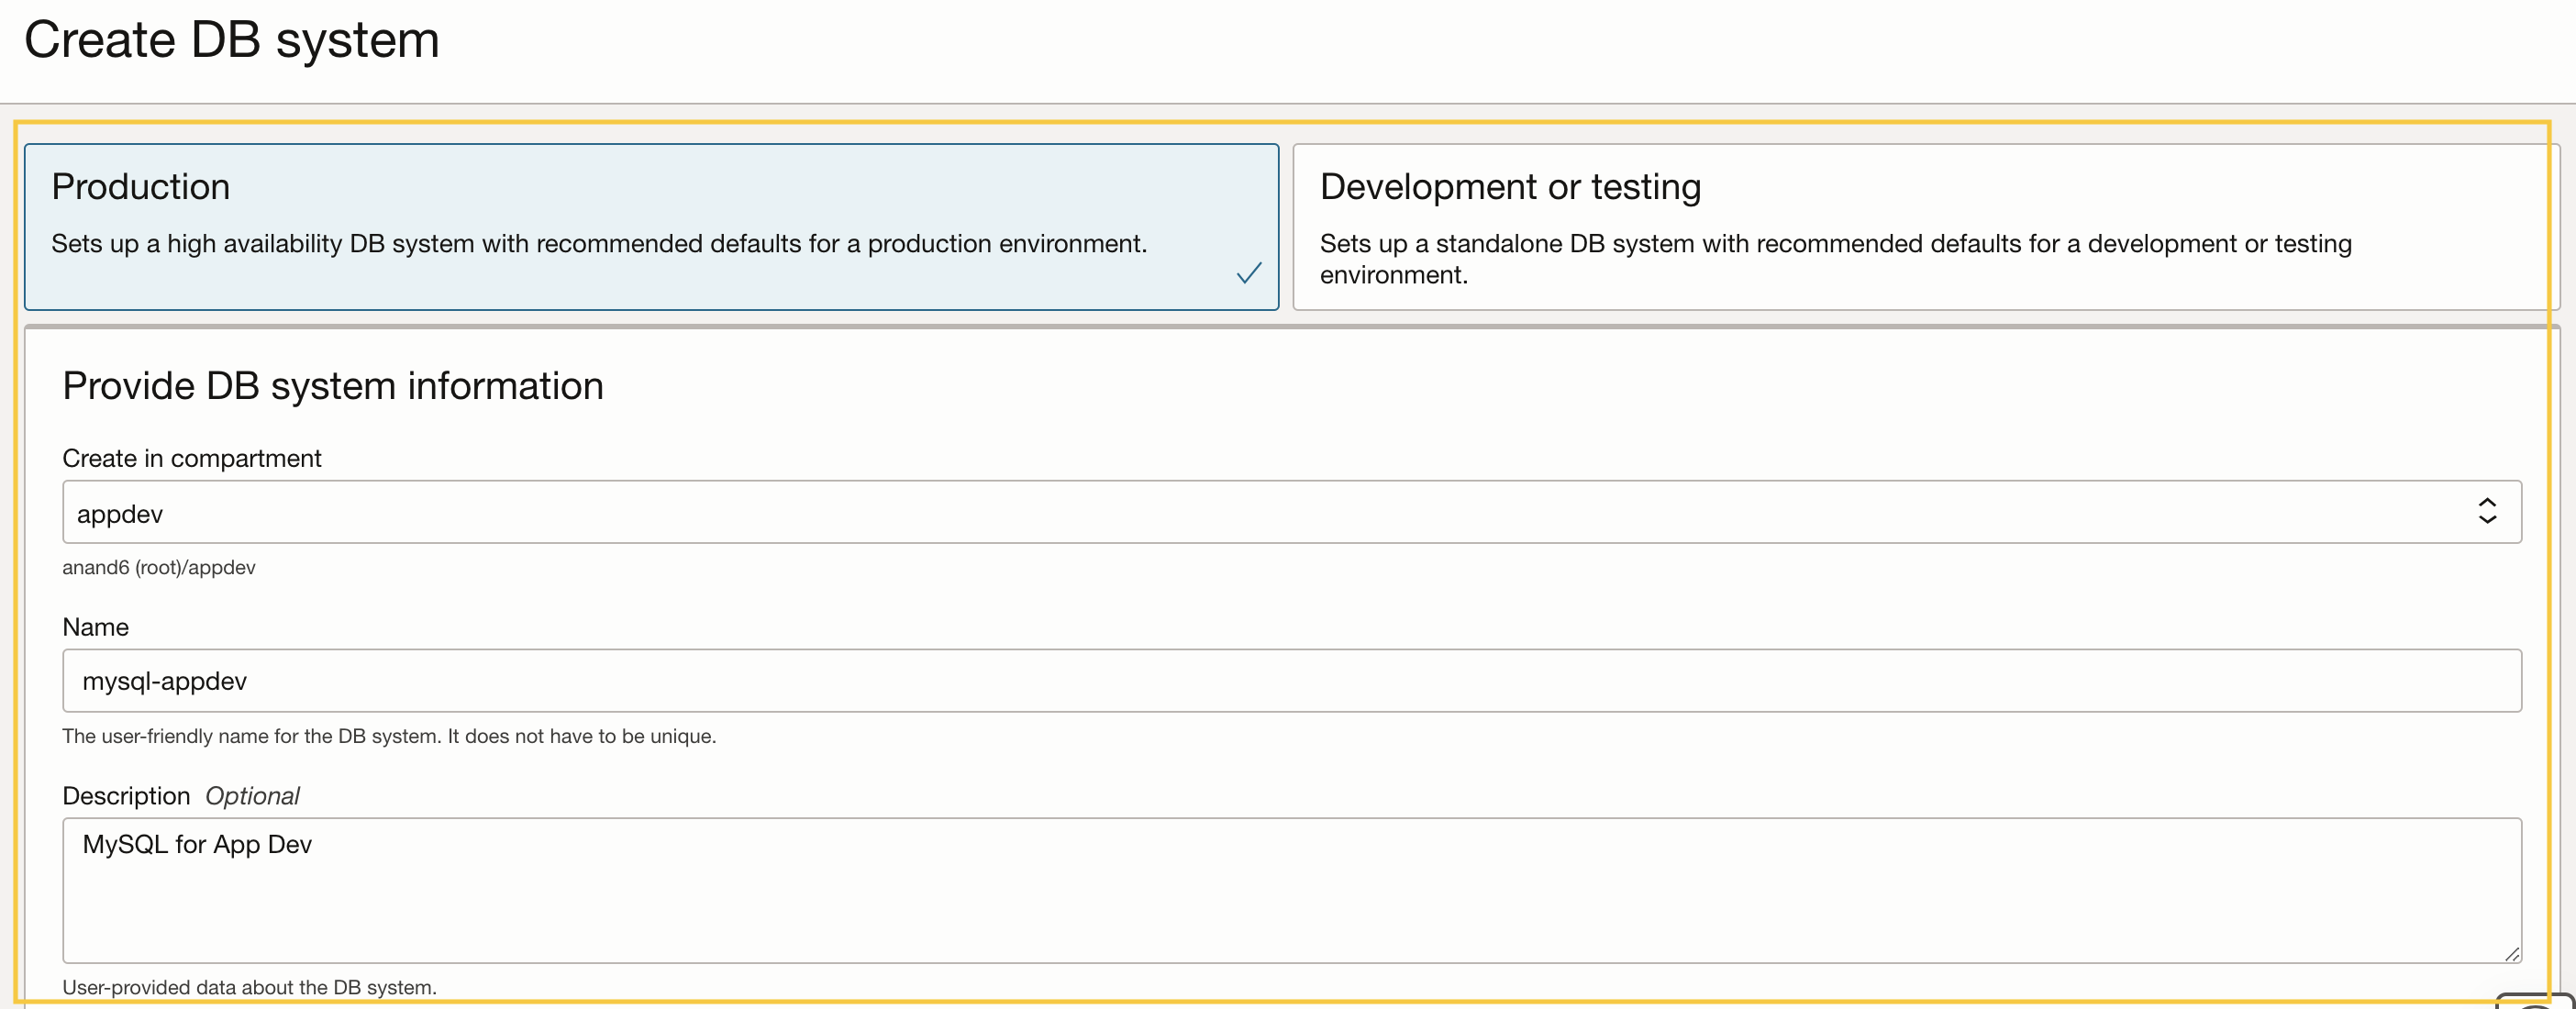 Create DB system
Production
Sets up a high availability DB system with recommended defaults for a production environment.
Development or testing
Sets up a standalone DB system with recommended defaults for a development or testing
environment.
Provide DB system information
Create in compartment
appdev
anand6 (root)/appdev
Name
mysql-appdev
The user-friendly name for the DB system. It does not have to be unique.
Description Optional
MySQL for App Dev
User-provided data about the DB system.